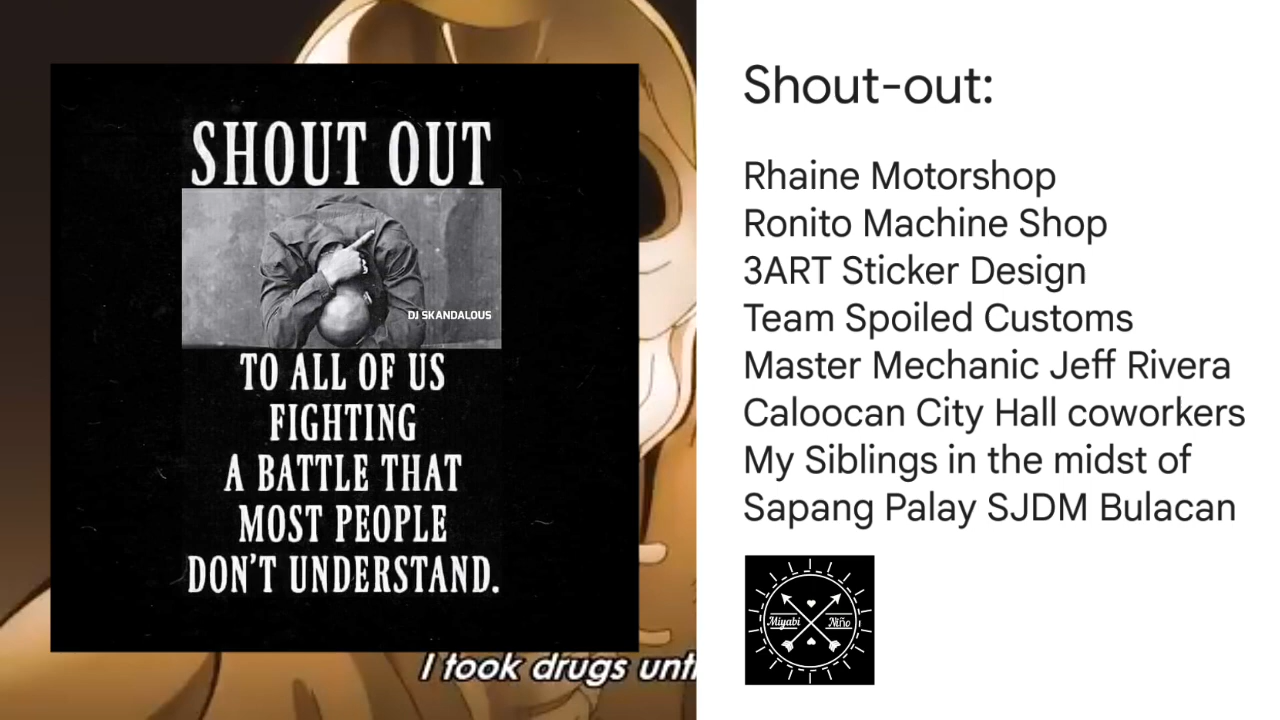 SHOUT OUT
DJ SKANDALOUS
TO ALL OF US
FIGHTING
A BATTLE THAT
MOST PEOPLE
DON'T UNDERSTAND.
I took drugs unti
Shout-out:
Rhaine Motorshop
Ronito Machine Shop
3ART Sticker Design
Team Spoiled Customs
Master Mechanic Jeff Rivera
Caloocan City Hall coworkers
My Siblings in the midst of
Sapang Palay SJDM Bulacan
Miyabi Niño